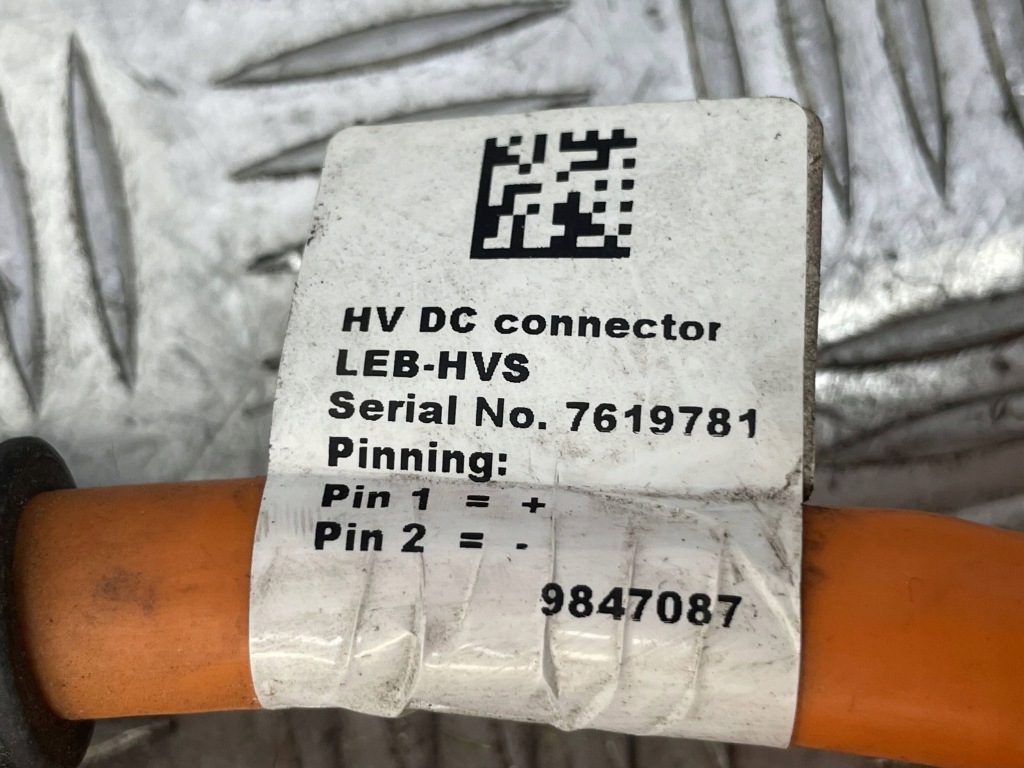 HV DC connector
LEB-HVS
Serial No. 7619781
Pinning:
Pin 1 = +
Pin 2 = -
9847087